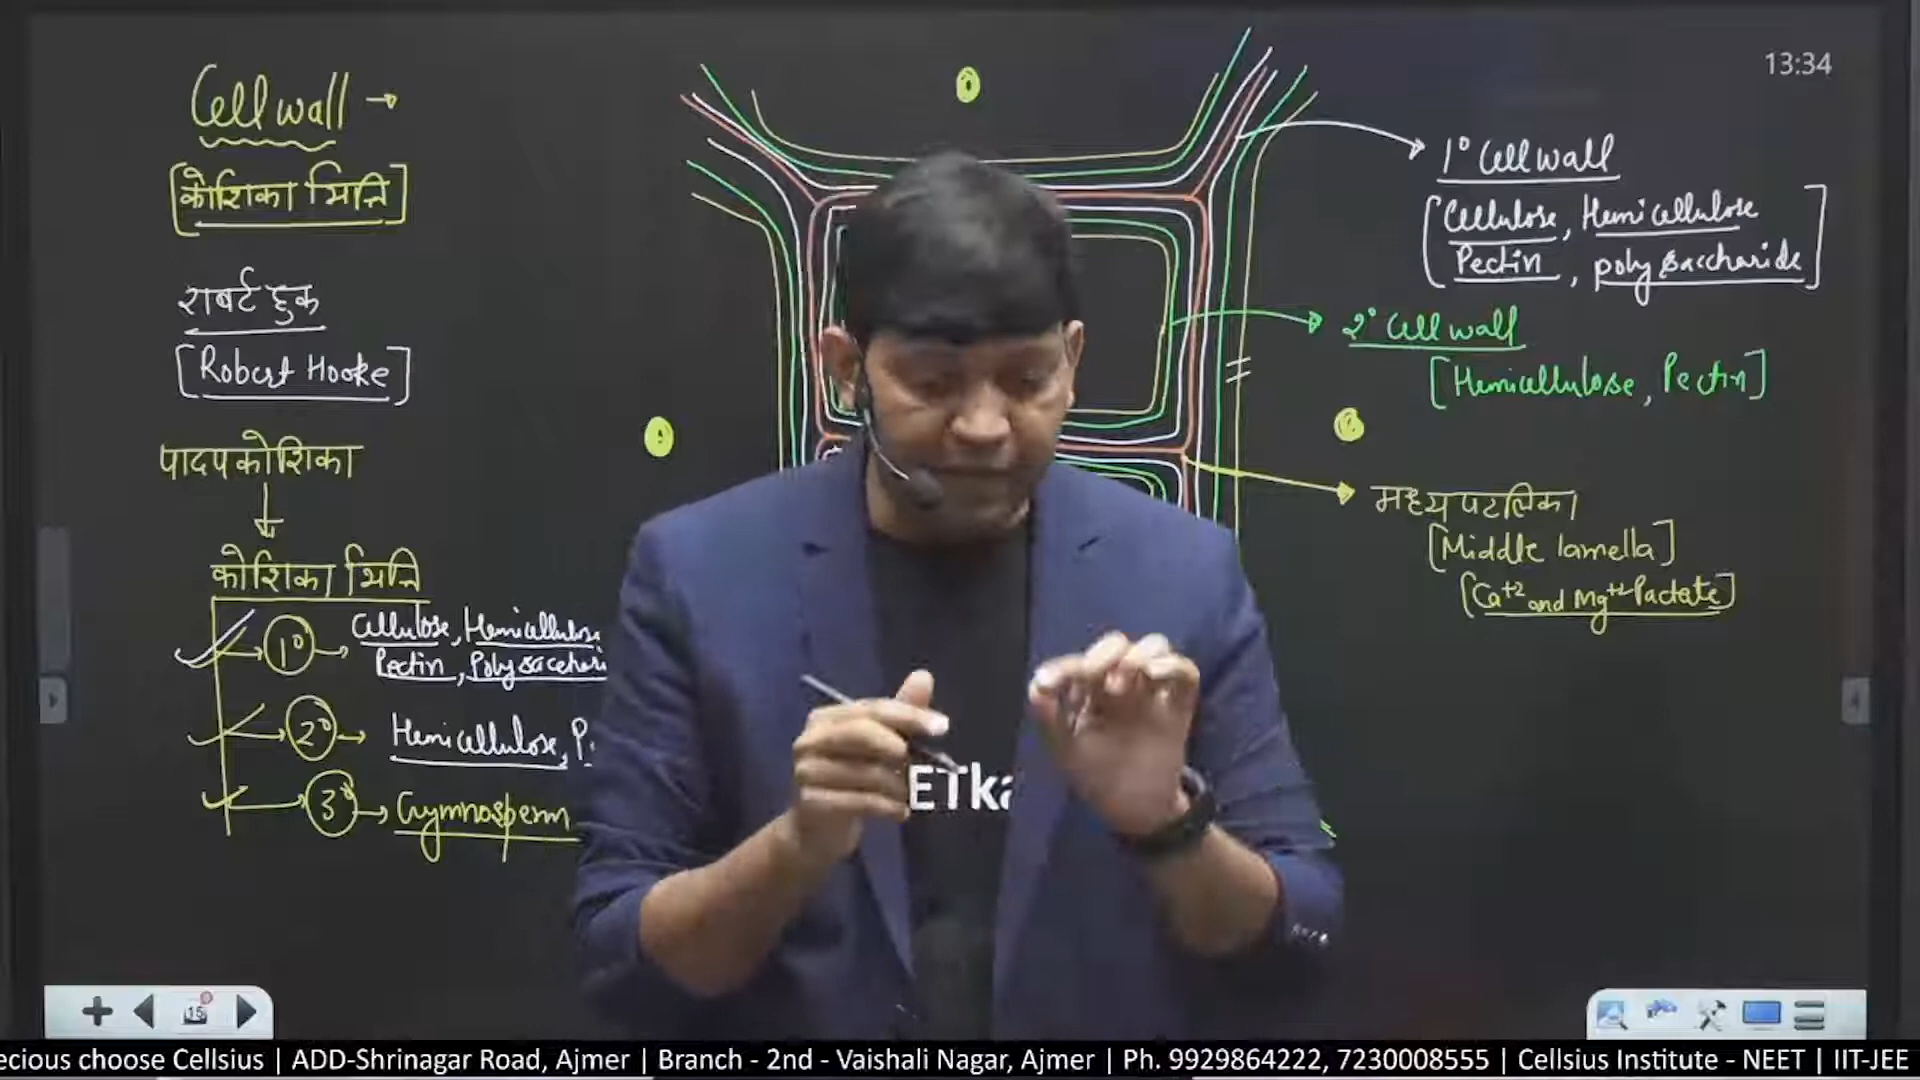 Cell wall →
[कोशिका भित्ति]
राबर्ट हुक
[Robert Hooke]
पादपकोशिका
कोशिका भित्ति
1° → Cellulose, Hemicellulose
Pectin, Polysacchari
2° → Hemicellulose, P
3° → Gymnosperm
13:34
1° Cell wall
[Cellulose, Hemicellulose
Pectin, polysaccharide]
2° Cell wall
[Hemicellulose, Pectin]
मध्य पटलिका
[Middle lamella]
[Ca+2 and Mg++ Pactate]
ETka
15
ecious choose Cellsius | ADD-Shrinagar Road, Ajmer | Branch - 2nd - Vaishali Nagar, Ajmer | Ph. 9929864222, 7230008555 | Cellsius Institute - NEET | IIT-JEE